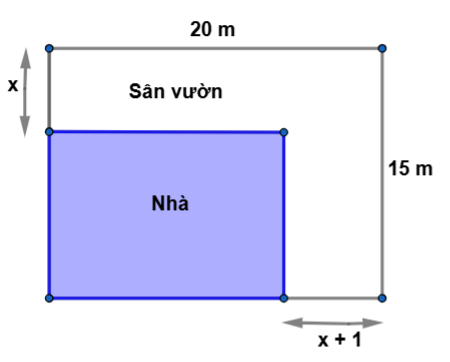 20 m
x
Sân vườn
15 m
Nhà
x + 1